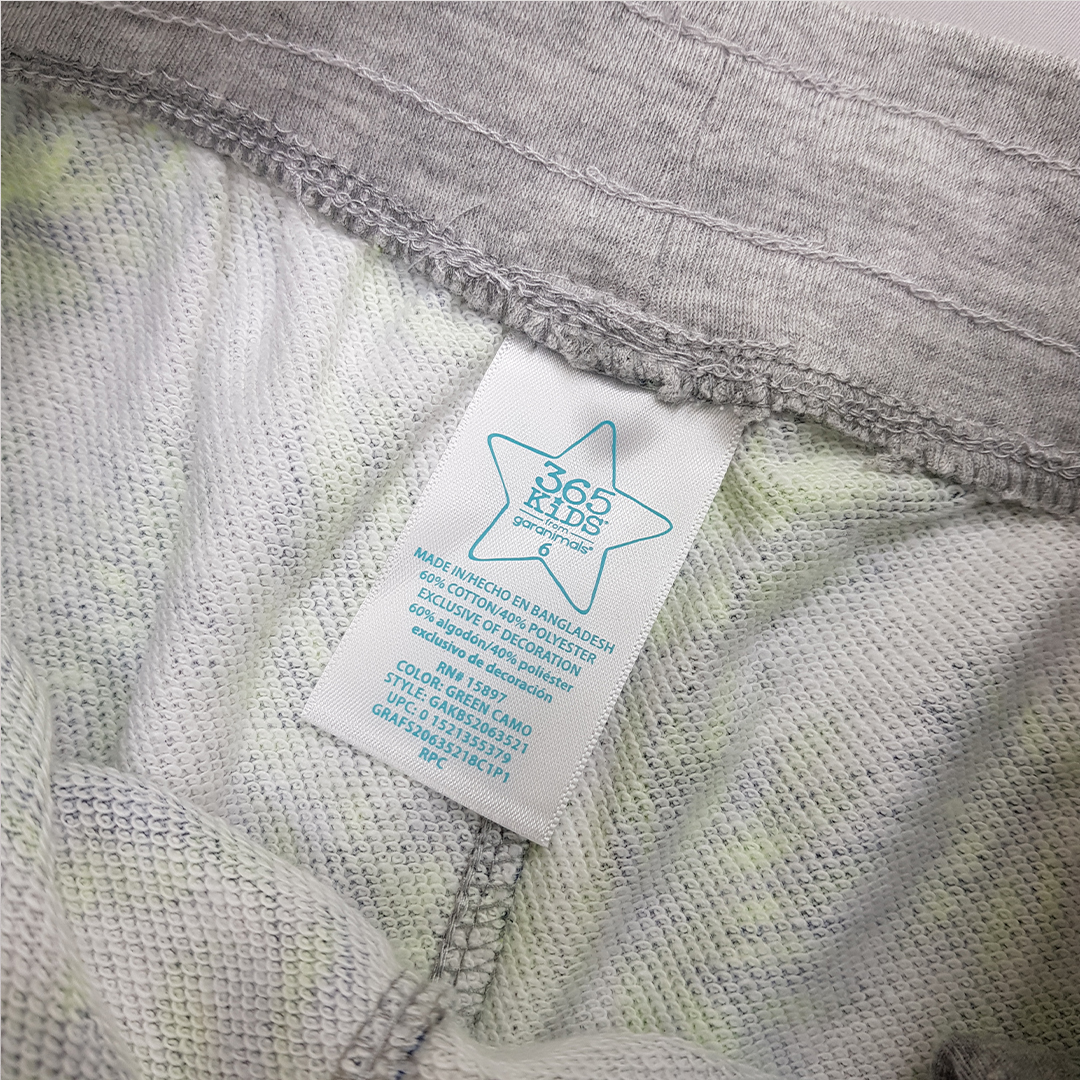 365
KiDS®
from
garanimals®
6
MADE IN/HECHO EN BANGLADESH
60% COTTON/40% POLYESTER
EXCLUSIVE OF DECORATION
60% algodón/40% poliéster
exclusivo de decoración
RN# 15897
COLOR: GREEN CAMO
STYLE: GAKBS2063521
UPC: 0 1521355379
GRAFS20635218C1P1
RPC